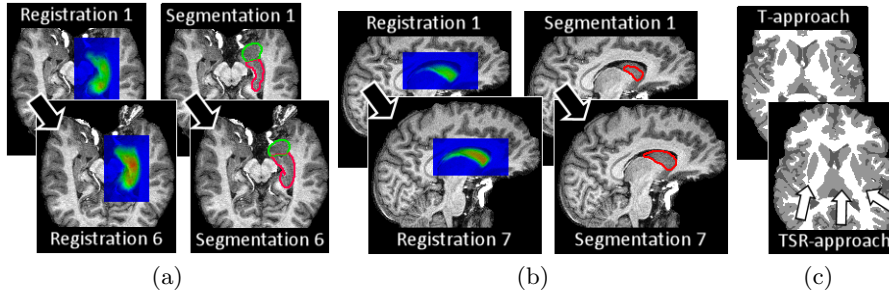 Registration 1
Segmentation 1
Registration 6
Segmentation 6
(a)
Registration 1
Segmentation 1
Registration 7
Segmentation 7
(b)
T-approach
TSR-approach
(c)